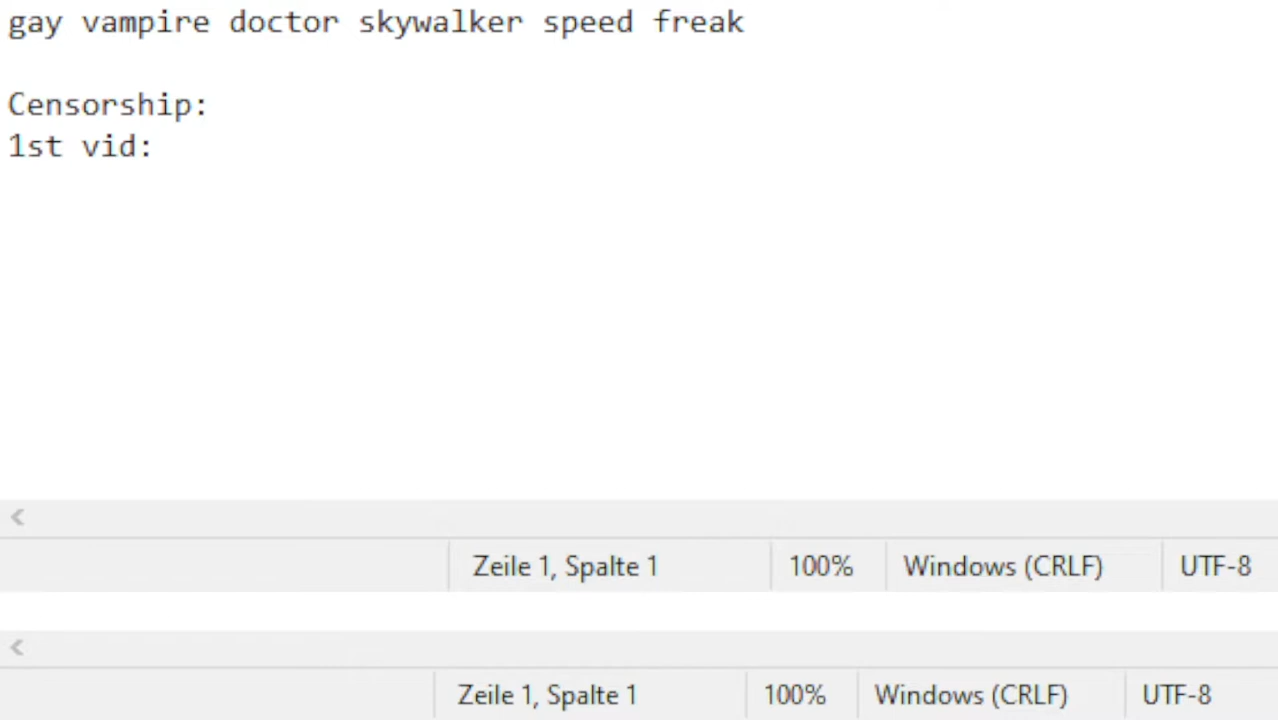 gay vampire doctor skywalker speed freak
Censorship:
1st vid:
Zeile 1, Spalte 1 100% Windows (CRLF) UTF-8
Zeile 1, Spalte 1 100% Windows (CRLF) UTF-8